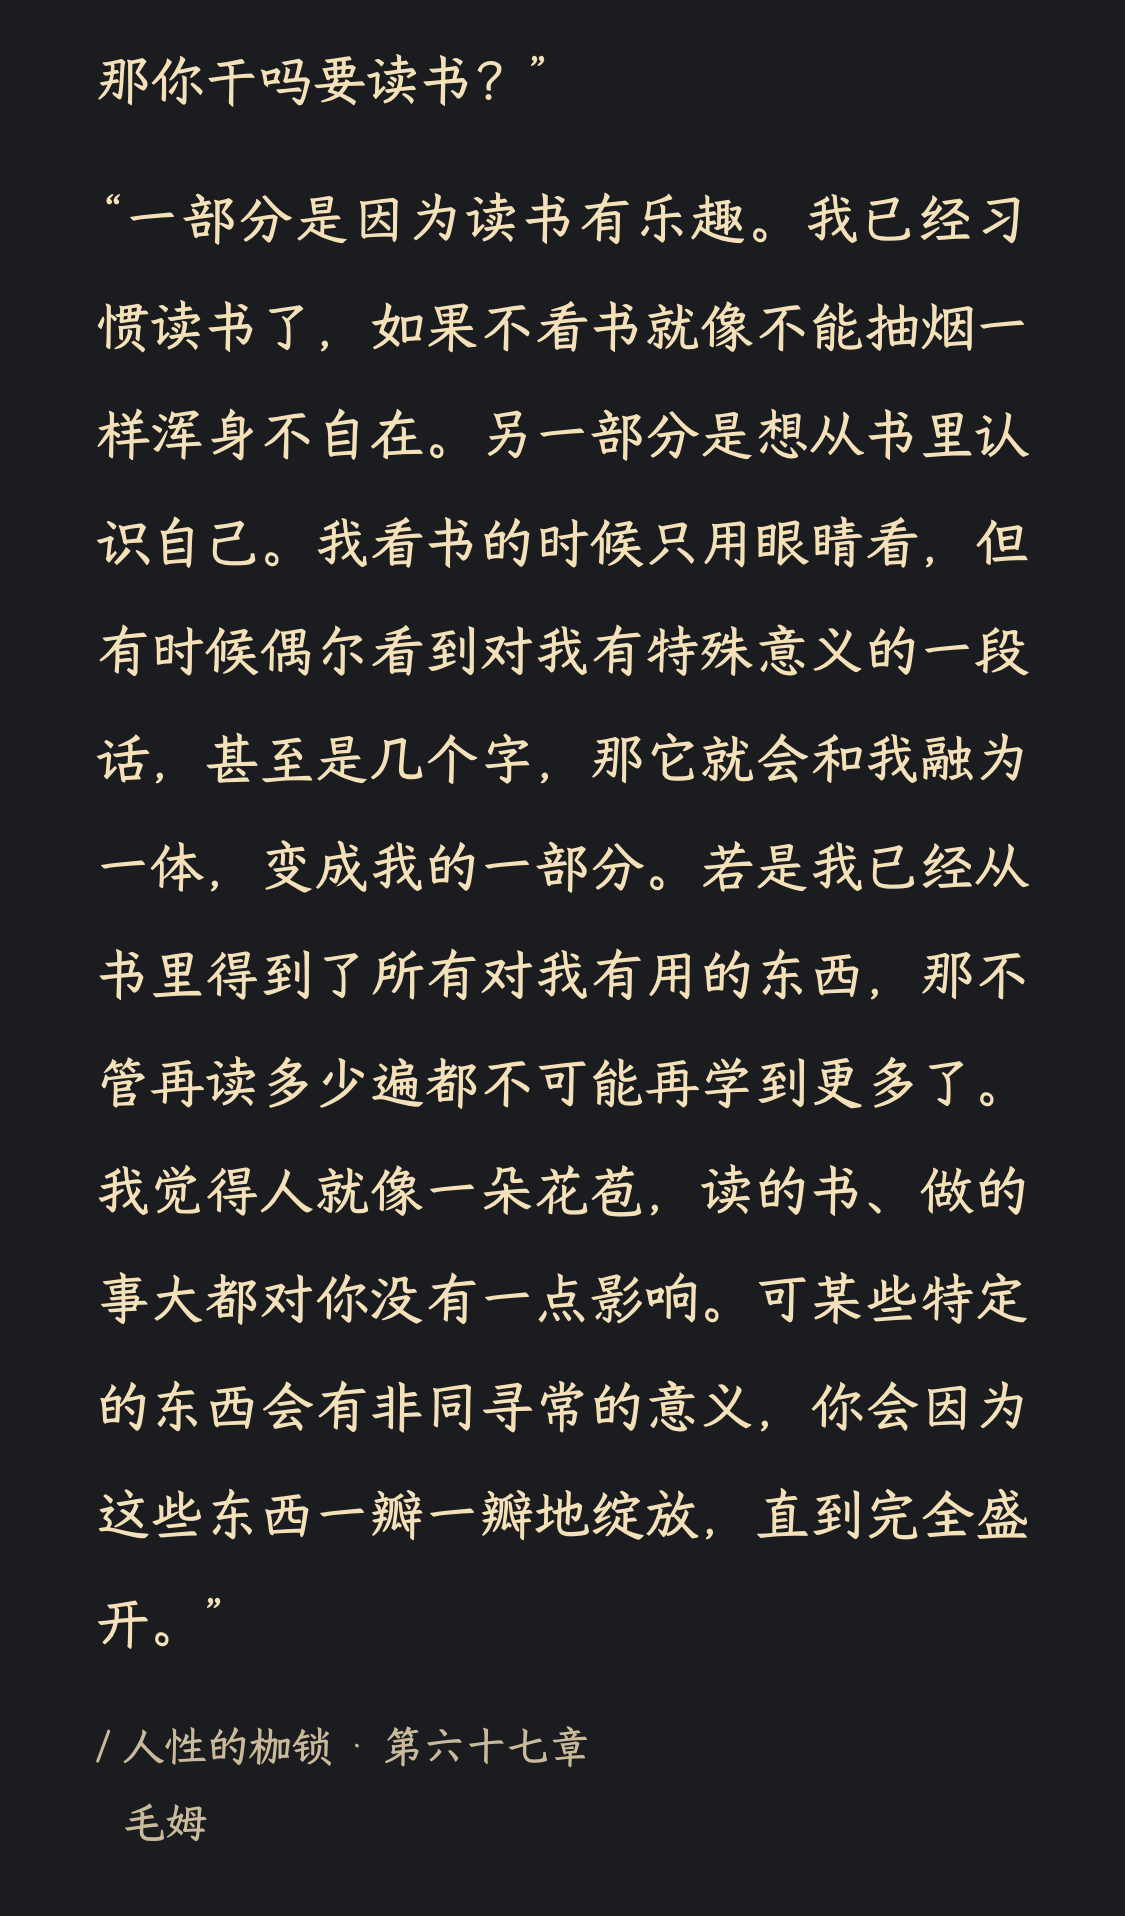 那你干吗要读书？”
“一部分是因为读书有乐趣。我已经习
惯读书了，如果不看书就像不能抽烟一
样浑身不自在。另一部分是想从书里认
识自己。我看书的时候只用眼睛看，但
有时候偶尔看到对我有特殊意义的一段
话，甚至是几个字，那它就会和我融为
一体，变成我的一部分。若是我已经从
书里得到了所有对我有用的东西，那不
管再读多少遍都不可能再学到更多了。
我觉得人就像一朵花苞，读的书、做的
事大都对你没有一点影响。可某些特定
的东西会有非同寻常的意义，你会因为
这些东西一瓣一瓣地绽放，直到完全盛
开。”
/ 人性的枷锁 · 第六十七章
毛姆